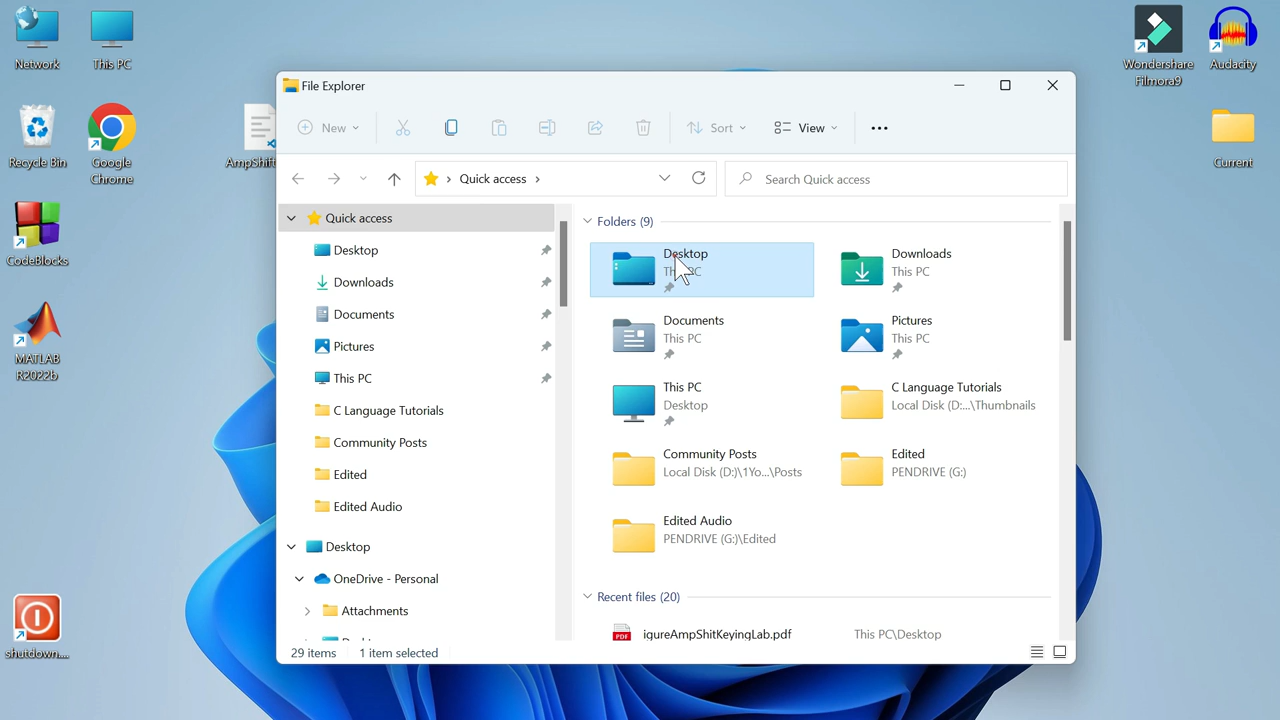 Network
This PC
Recycle Bin
Google
Chrome
CodeBlocks
MATLAB
R2022b
shutdown....
AmpShift
Wondershare
Filmora9
Audacity
Current
File Explorer
New
Sort
View
Quick access
Search Quick access
Quick access
Desktop
Downloads
Documents
Pictures
This PC
C Language Tutorials
Community Posts
Edited
Edited Audio
Desktop
OneDrive - Personal
Attachments
Folders (9)
Desktop
This PC
Downloads
This PC
Documents
This PC
Pictures
This PC
This PC
Desktop
C Language Tutorials
Local Disk (D:...\Thumbnails
Community Posts
Local Disk (D:)\1Yo...\Posts
Edited
PENDRIVE (G:)
Edited Audio
PENDRIVE (G:)\Edited
Recent files (20)
PDF
igureAmpShitKeyingLab.pdf
This PC\Desktop
29 items
1 item selected